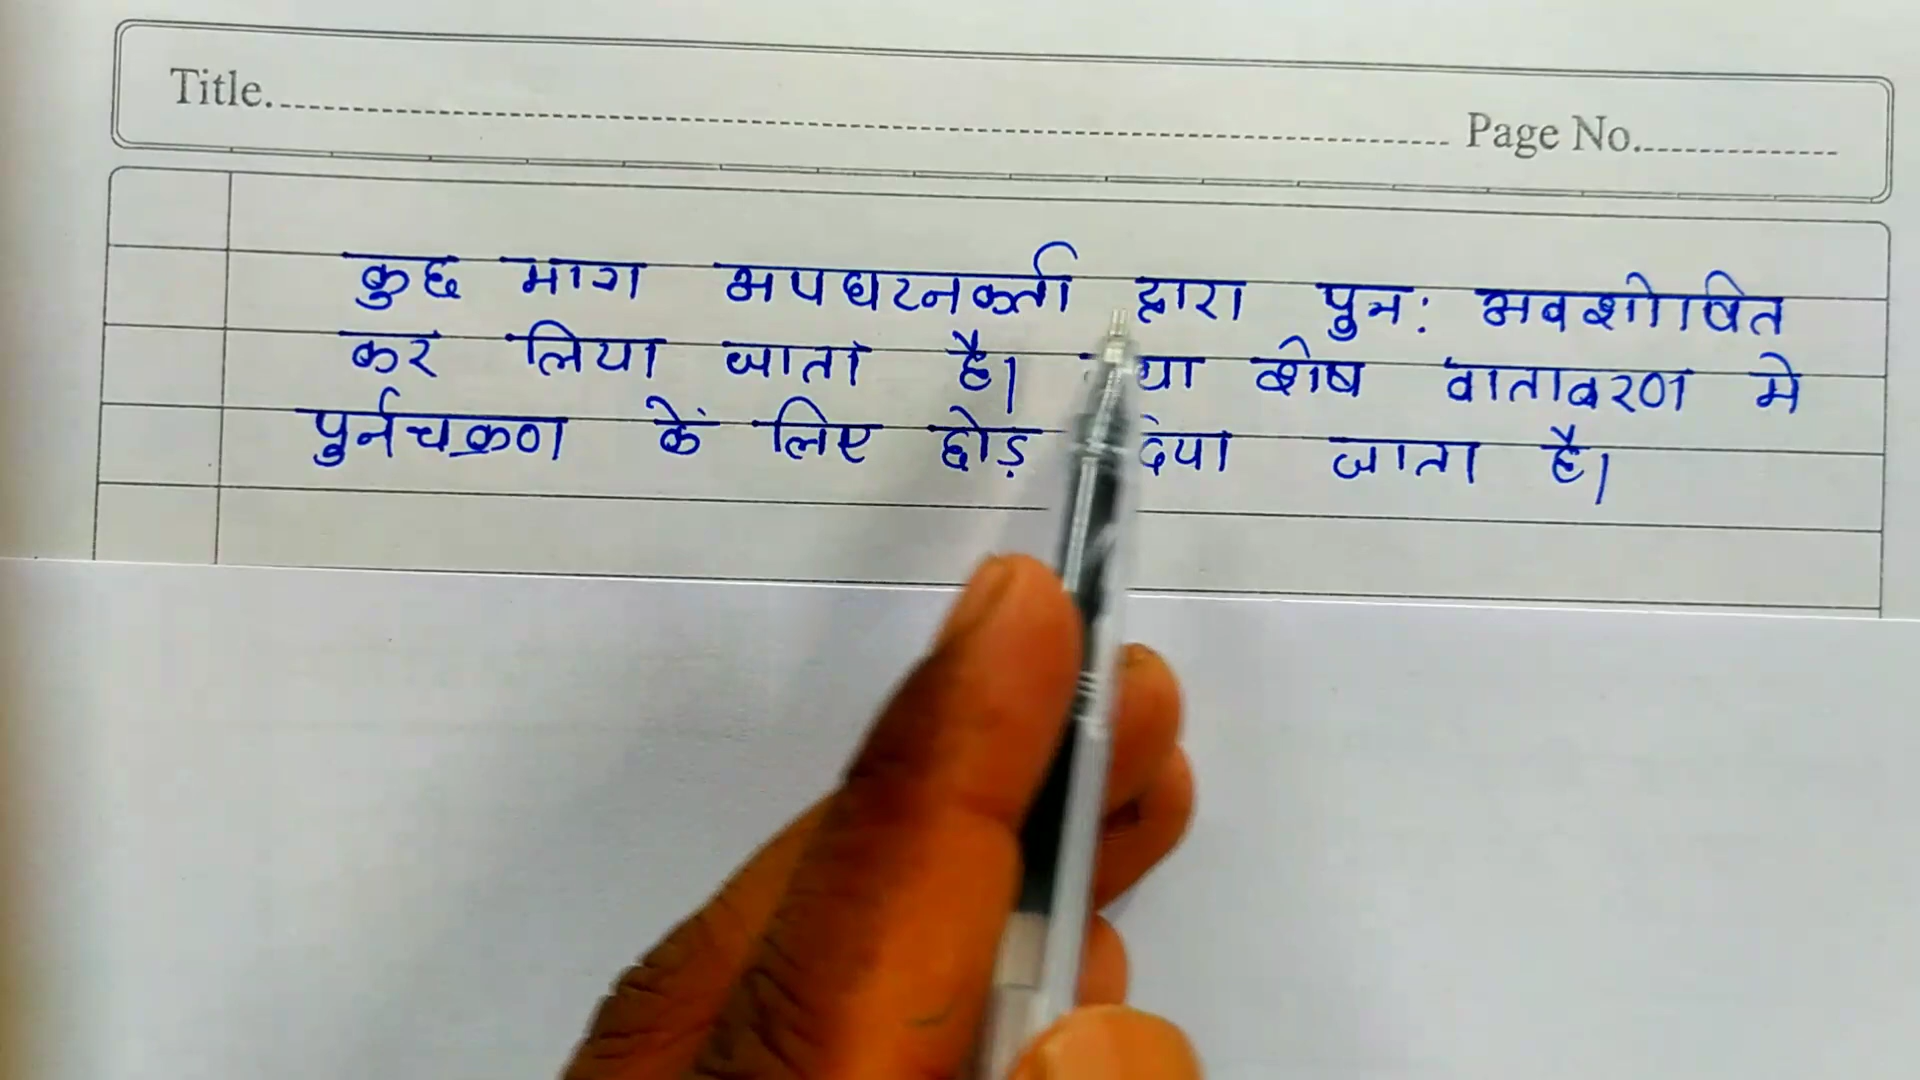 Title. Page No.
कुछ भाग अपघटनकर्ता द्वारा पुन: अवशोषित
कर लिया जाता है। शेष वातावरण मे
पुर्नचक्रण कें लिए छोड़ जाता है।